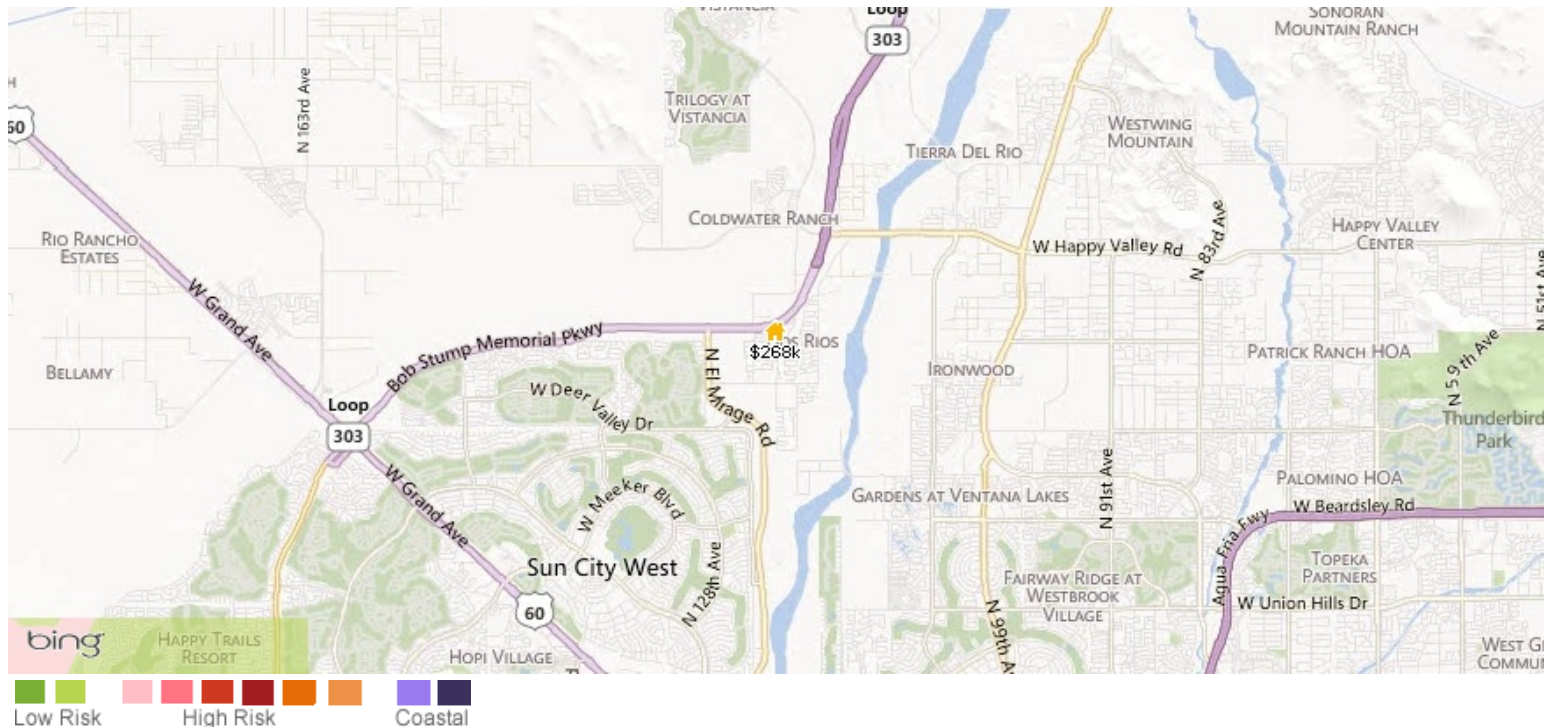 VISTANCIA
Loop
303
SONORAN
MOUNTAIN RANCH
H
60
N 163rd Ave
TRILOGY AT
VISTANCIA
WESTWING
MOUNTAIN
TIERRA DEL RIO
COLDWATER RANCH
N 83rd Ave
W Happy Valley Rd
HAPPY VALLEY
CENTER
RIO RANCHO
ESTATES
N 51st Ave
W Grand Ave
Bob Stump Memorial Pkwy
OS RIOS
$268k
N El Mirage Rd
PATRICK RANCH HOA
N 59th Ave
BELLAMY
IRONWOOD
W Deer Valley Dr
Loop
303
Thunderbird
Park
W Grand Ave
W Meeker Blvd
GARDENS AT VENTANA LAKES
N 91st Ave
PALOMINO HOA
W Beardsley Rd
Agua Fria Fwy
Sun City West
N 128th Ave
FAIRWAY RIDGE AT
WESTBROOK
VILLAGE
TOPEKA
PARTNERS
W Union Hills Dr
60
N 99th A
bing
HAPPY TRAILS
RESORT
HOPI VILLAGE
WEST G
COMMU
Low Risk
High Risk
Coastal